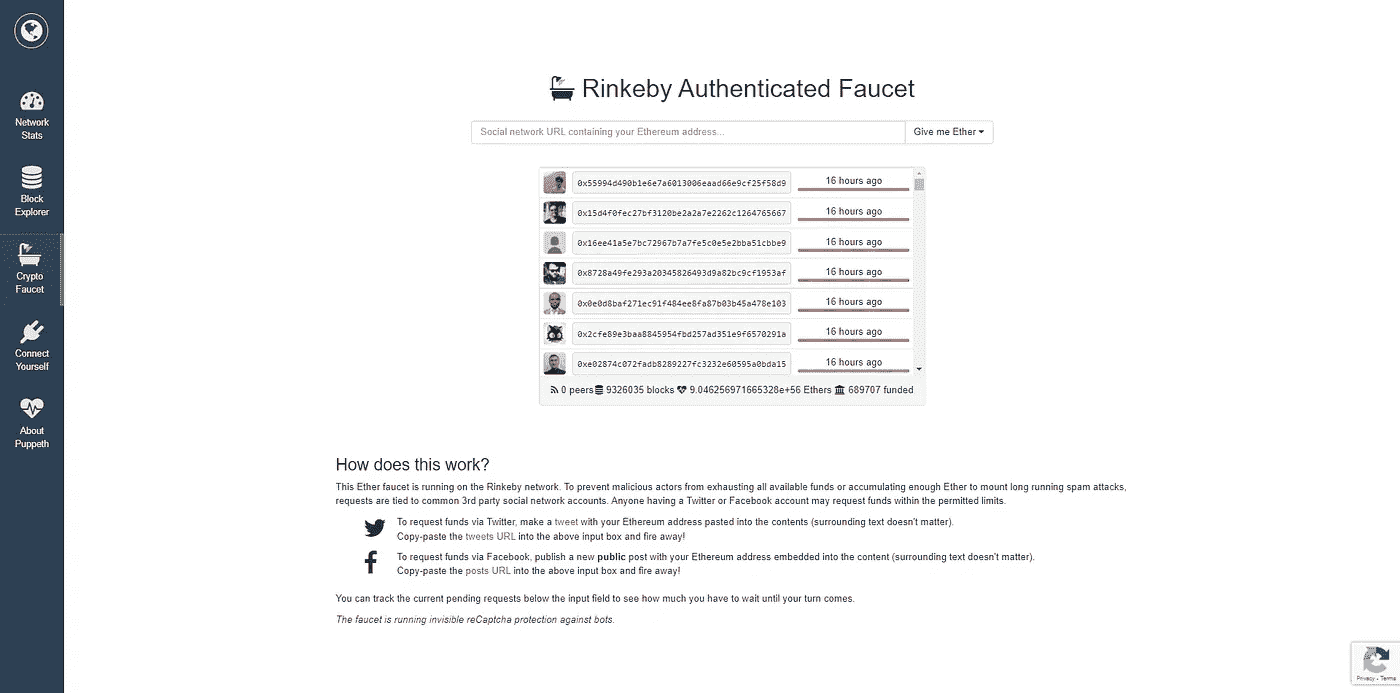 Network
Stats
Block
Explorer
Crypto
Faucet
Connect
Yourself
About
Puppeth
Rinkeby Authenticated Faucet
Social network URL containing your Ethereum address... Give me Ether
0x55994d490b1e6e7a6013006eaad66e9cf25f58d9 16 hours ago
0x15d4f0fec27bf3120be2a2a7e2262c1264765667 16 hours ago
0x16ee41a5e7bc72967b7a7fe5c0e5e2bba51cbbe9 16 hours ago
0x8728a49fe293a20345826493d9a82bc9cf1953af 16 hours ago
0x0e0d8baf271ec91f484ee8fa87b03b45a478e103 16 hours ago
0x2cfe89e3baa8845954fbd257ad351e9f6570291a 16 hours ago
0xe02874c072fadb8289227fc3232e60595a0bda15 16 hours ago
0 peers 9326035 blocks 9.046256971665328e+56 Ethers 689707 funded
How does this work?
This Ether faucet is running on the Rinkeby network. To prevent malicious actors from exhausting all available funds or accumulating enough Ether to mount long running spam attacks,
requests are tied to common 3rd party social network accounts. Anyone having a Twitter or Facebook account may request funds within the permitted limits.
To request funds via Twitter, make a tweet with your Ethereum address pasted into the contents (surrounding text doesn't matter).
Copy-paste the tweets URL into the above input box and fire away!
To request funds via Facebook, publish a new public post with your Ethereum address embedded into the content (surrounding text doesn't matter).
Copy-paste the posts URL into the above input box and fire away!
You can track the current pending requests below the input field to see how much you have to wait until your turn comes.
The faucet is running invisible reCaptcha protection against bots.
Privacy - Terms